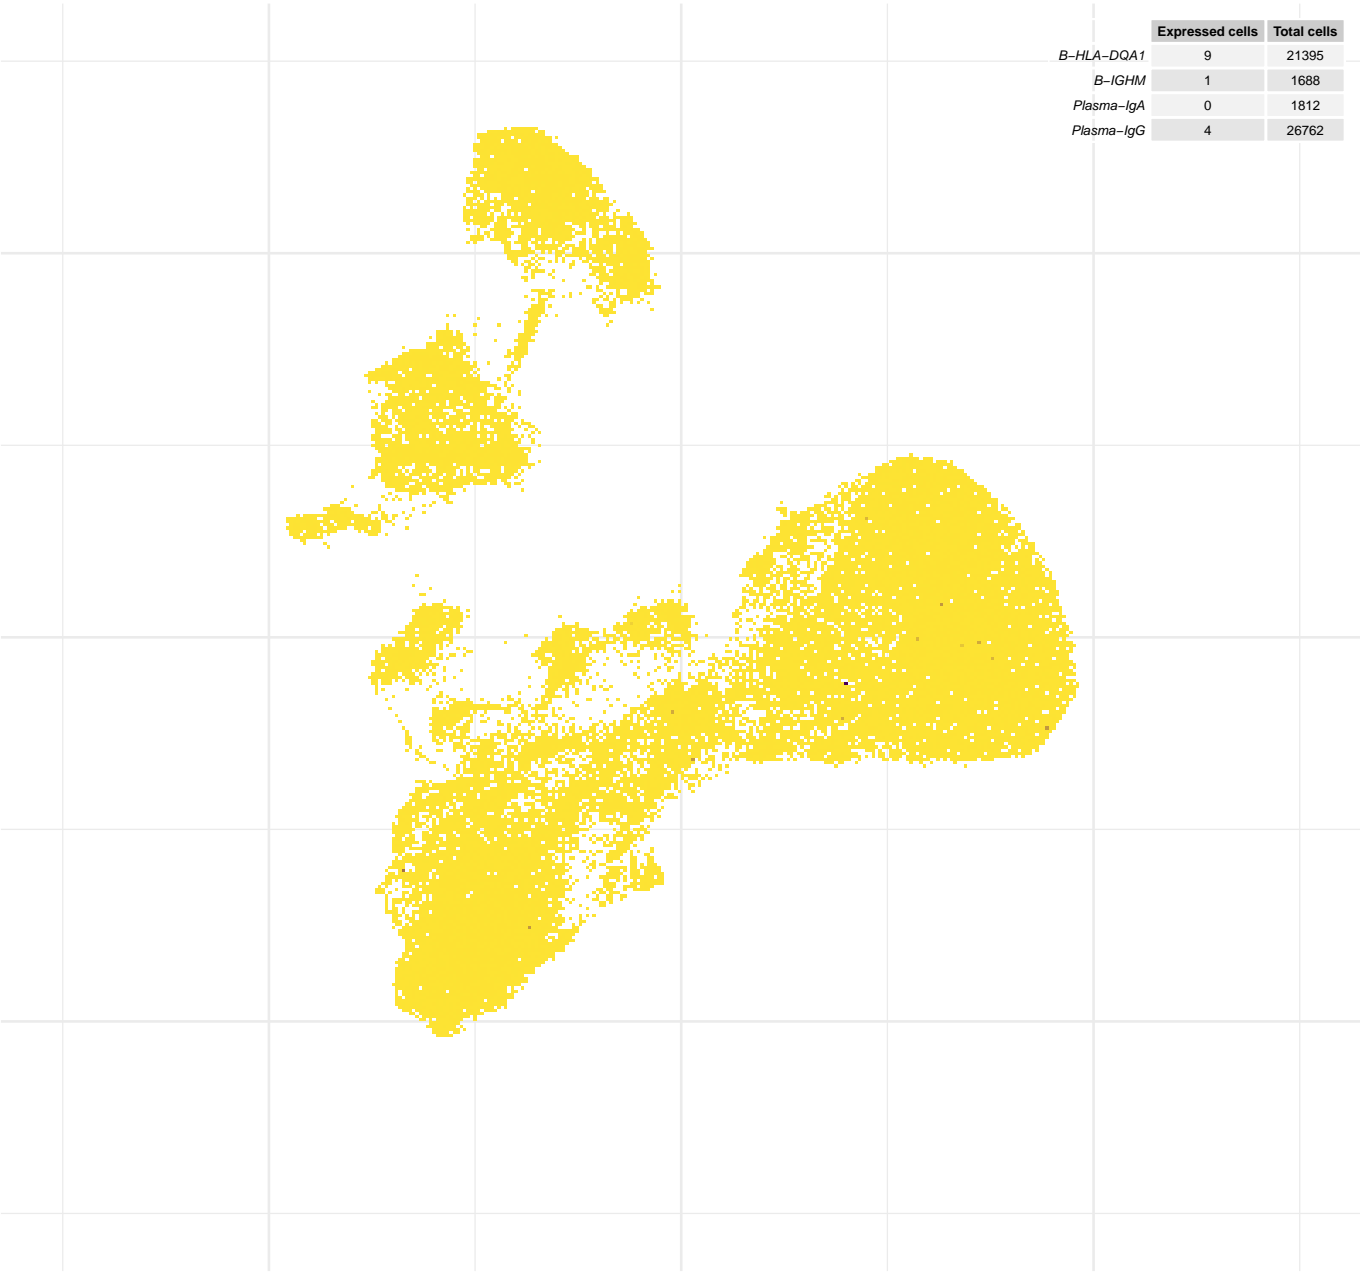 Expressed cells Total cells
B−HLA−DQA1 9 21395
B−IGHM 1 1688
Plasma−IgA 0 1812
Plasma−IgG 4 26762